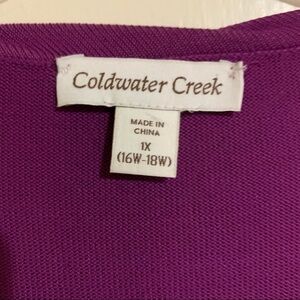 Coldwater Creek
MADE IN
CHINA
1X
(16W-18W)